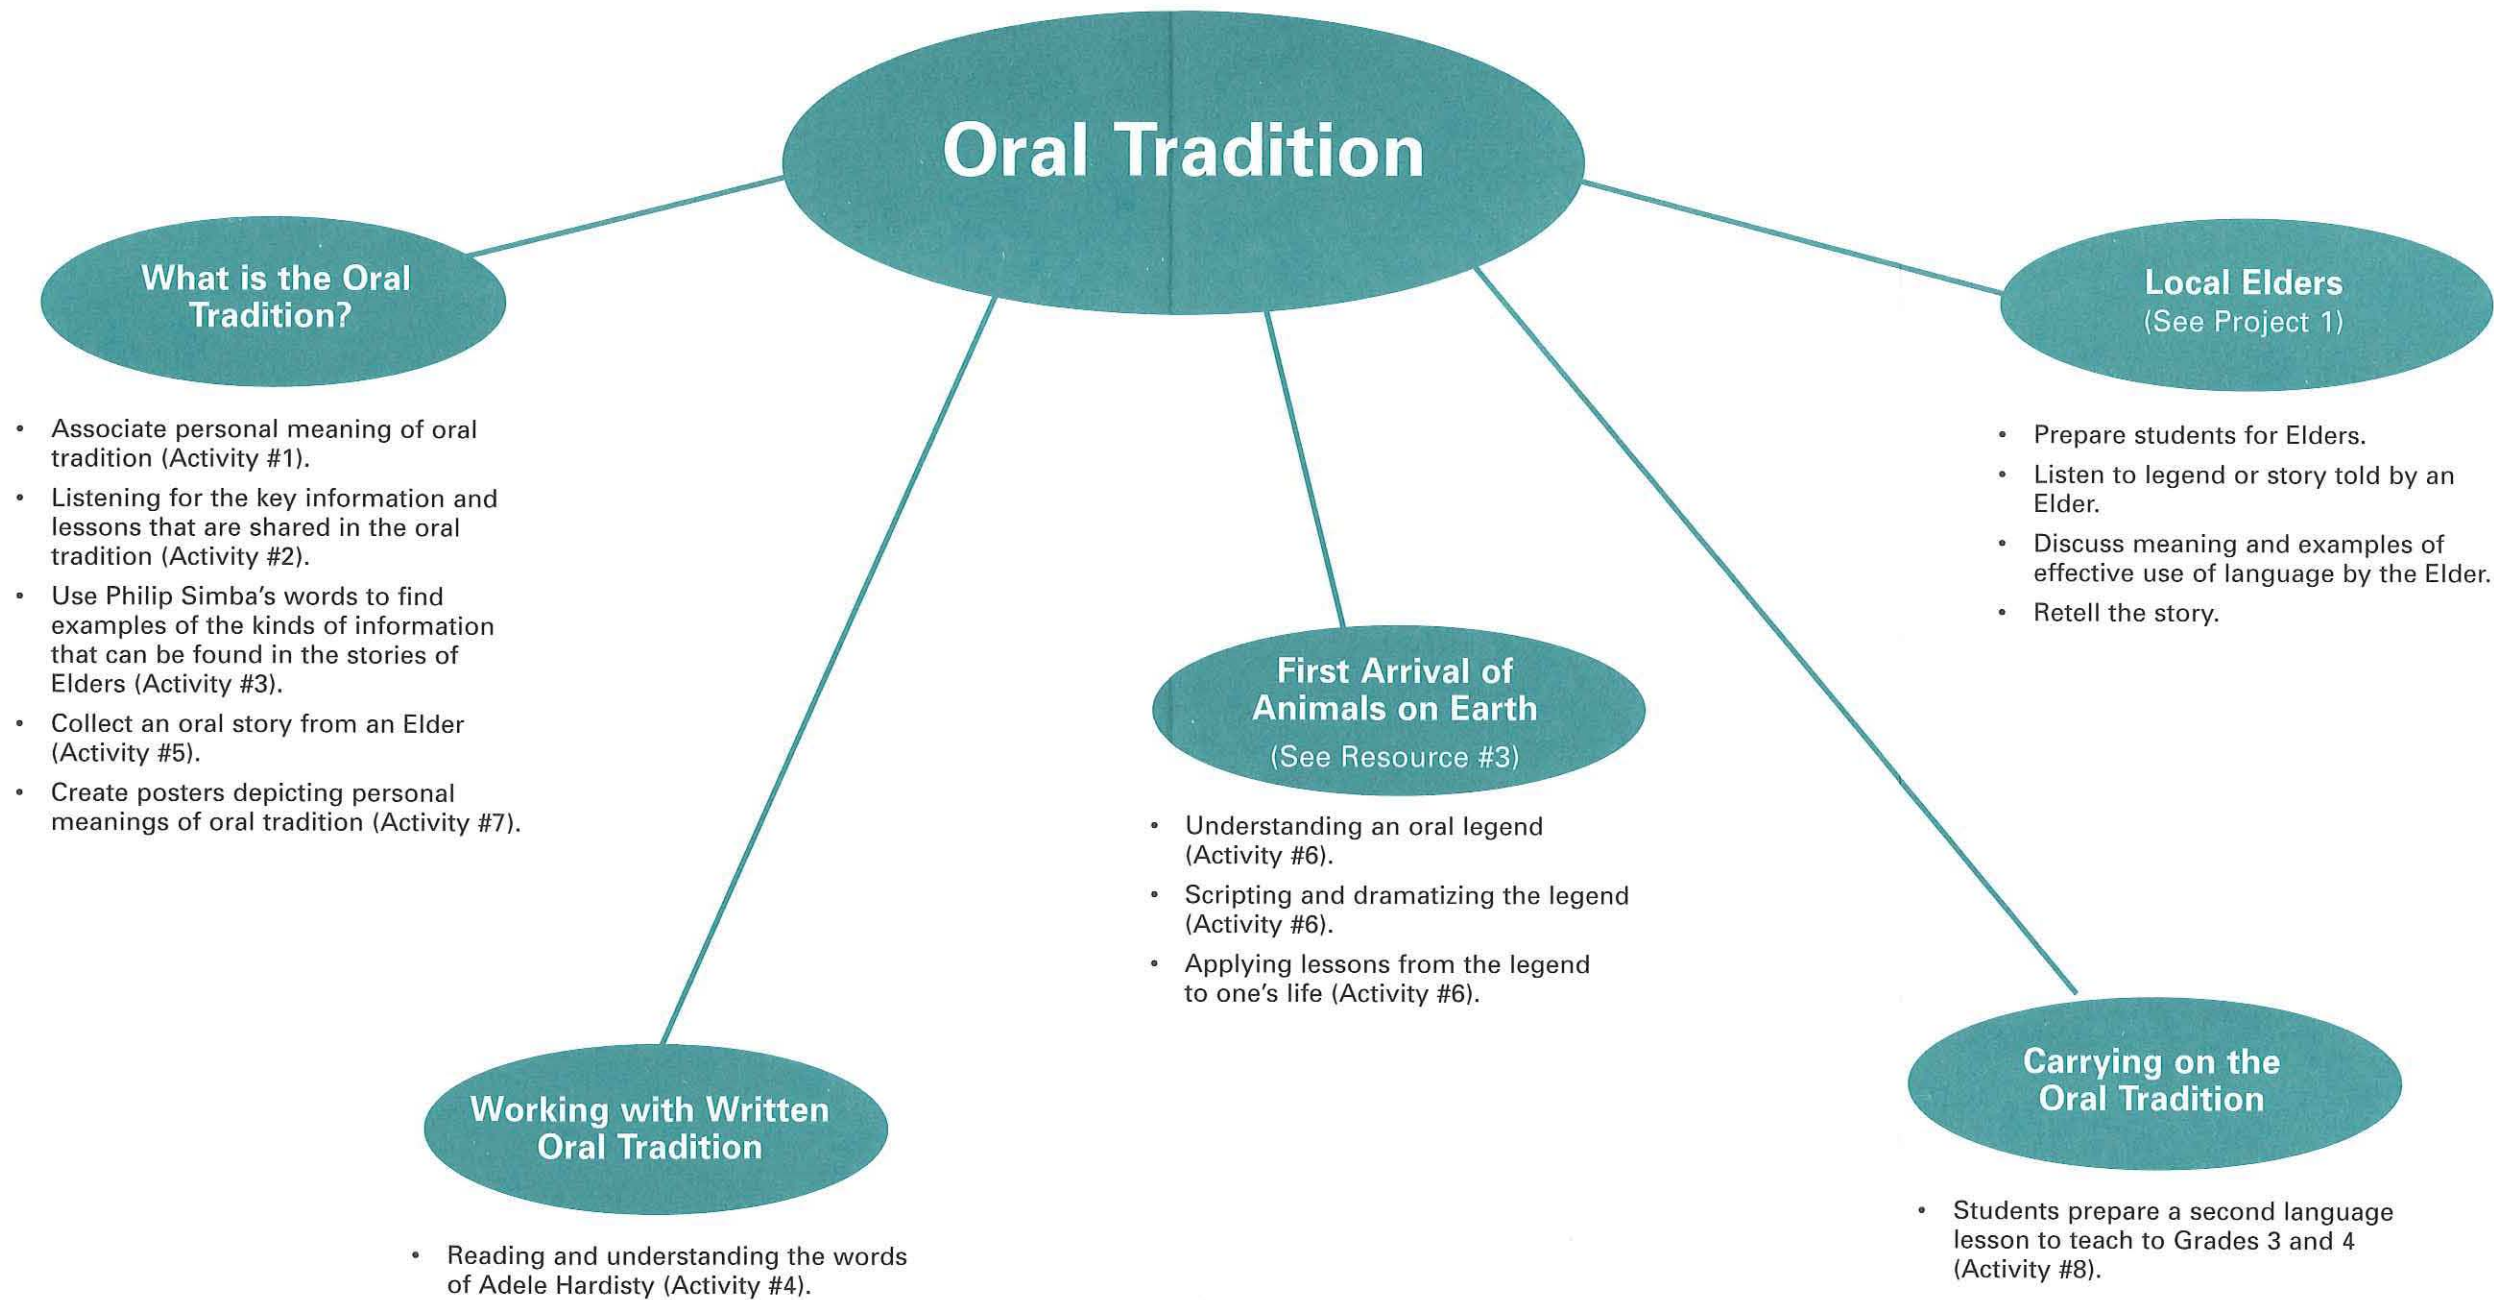 Oral Tradition
What is the Oral
Tradition?
• Associate personal meaning of oral
tradition (Activity #1).
• Listening for the key information and
lessons that are shared in the oral
tradition (Activity #2).
• Use Philip Simba's words to find
examples of the kinds of information
that can be found in the stories of
Elders (Activity #3).
• Collect an oral story from an Elder
(Activity #5).
• Create posters depicting personal
meanings of oral tradition (Activity #7).
Working with Written
Oral Tradition
• Reading and understanding the words
of Adele Hardisty (Activity #4).
First Arrival of
Animals on Earth
(See Resource #3)
• Understanding an oral legend
(Activity #6).
• Scripting and dramatizing the legend
(Activity #6).
• Applying lessons from the legend
to one's life (Activity #6).
Local Elders
(See Project 1)
• Prepare students for Elders.
• Listen to legend or story told by an
Elder.
• Discuss meaning and examples of
effective use of language by the Elder.
• Retell the story.
Carrying on the
Oral Tradition
• Students prepare a second language
lesson to teach to Grades 3 and 4
(Activity #8).